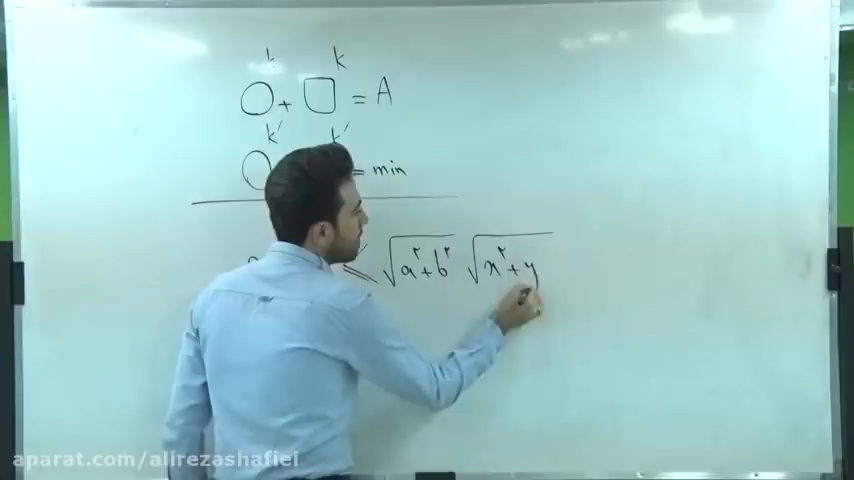 k k
○ + □ = A
k' k'
○ = min
≤ √a² + b² √x² + y
aparat.com/alirezashafiei